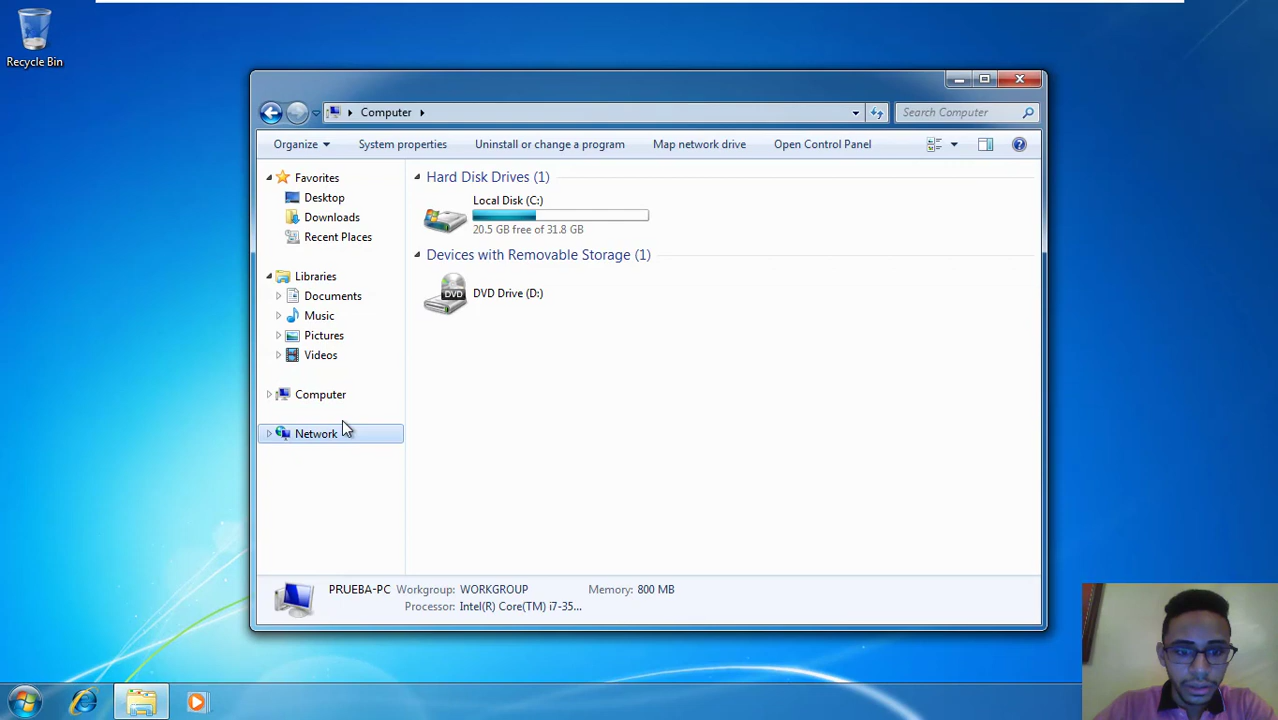 Recycle Bin
Computer
Search Computer
Organize System properties Uninstall or change a program Map network drive Open Control Panel
Favorites
Desktop
Downloads
Recent Places
Libraries
Documents
Music
Pictures
Videos
Computer
Network
Hard Disk Drives (1)
Local Disk (C:)
20.5 GB free of 31.8 GB
Devices with Removable Storage (1)
DVD
DVD Drive (D:)
PRUEBA-PC Workgroup: WORKGROUP Memory: 800 MB
Processor: Intel(R) Core(TM) i7-35...